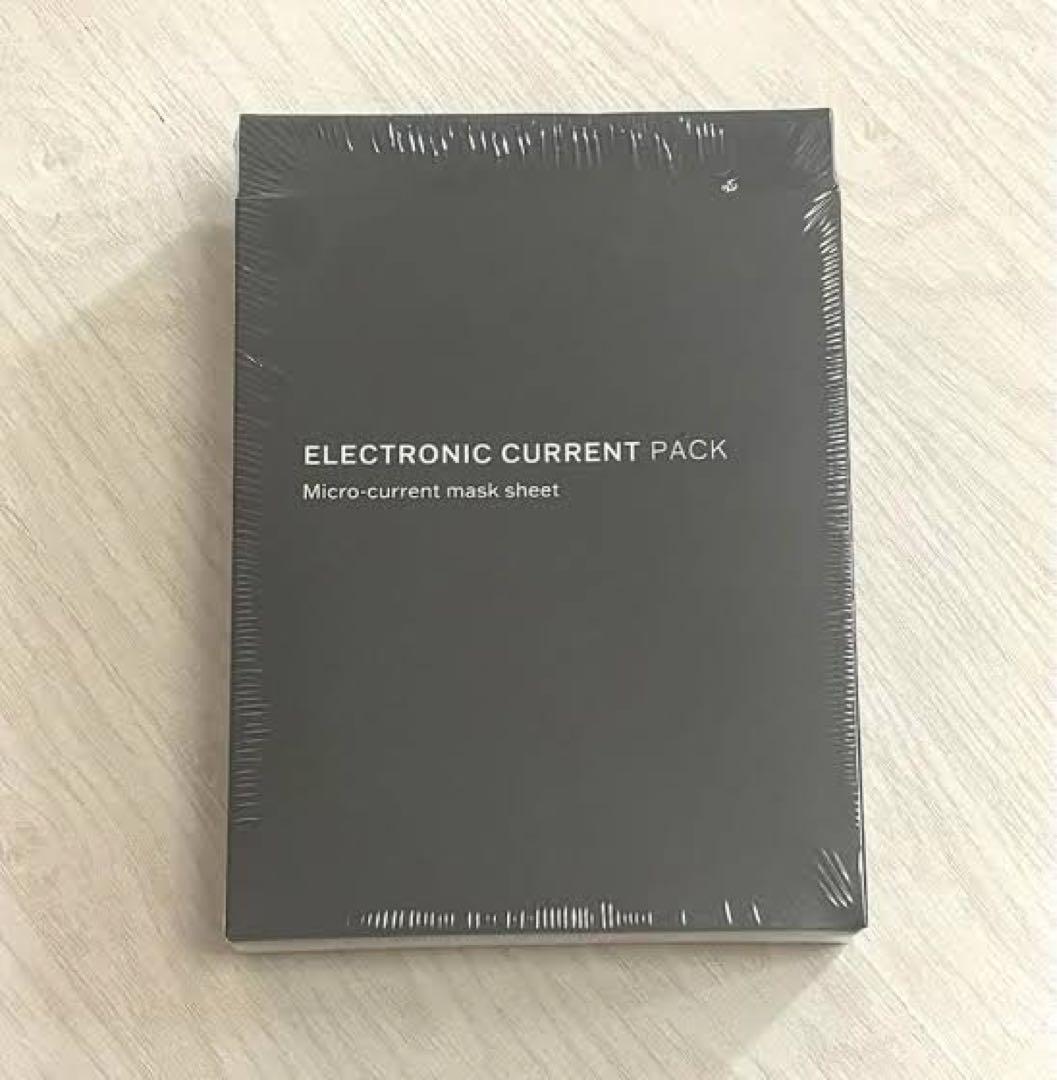 ELECTRONIC CURRENT PACK
Micro-current mask sheet